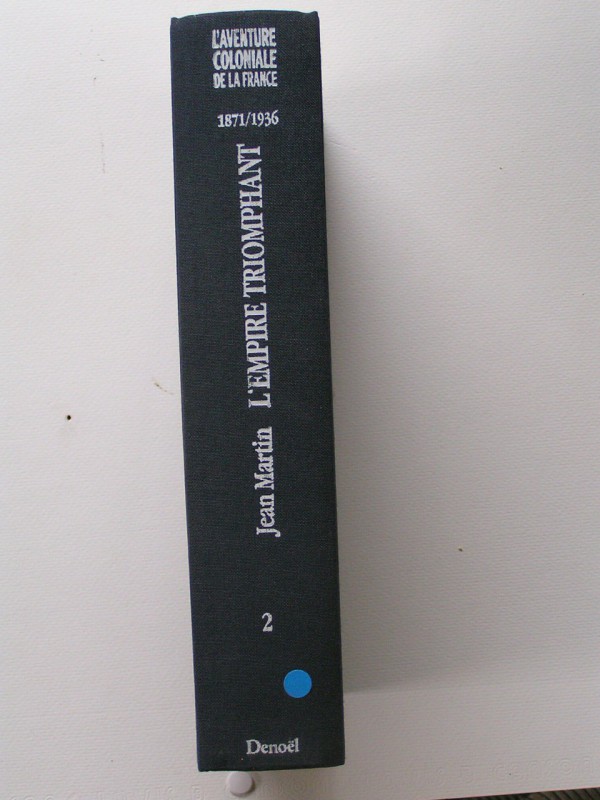 L'AVENTURE
COLONIALE
DE LA FRANCE
1871/1936
Jean Martin L'EMPIRE TRIOMPHANT
2
Denoël